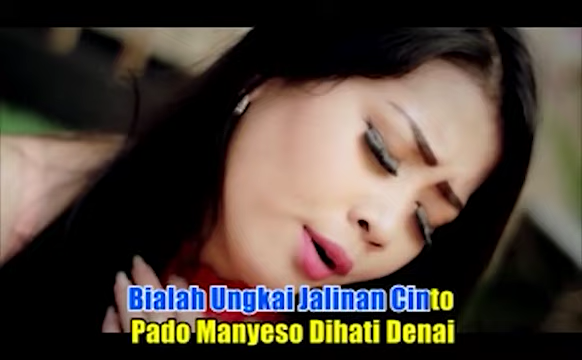 Bialah Ungkai Jalinan Cinto
Pado Manyeso Dihati Denai